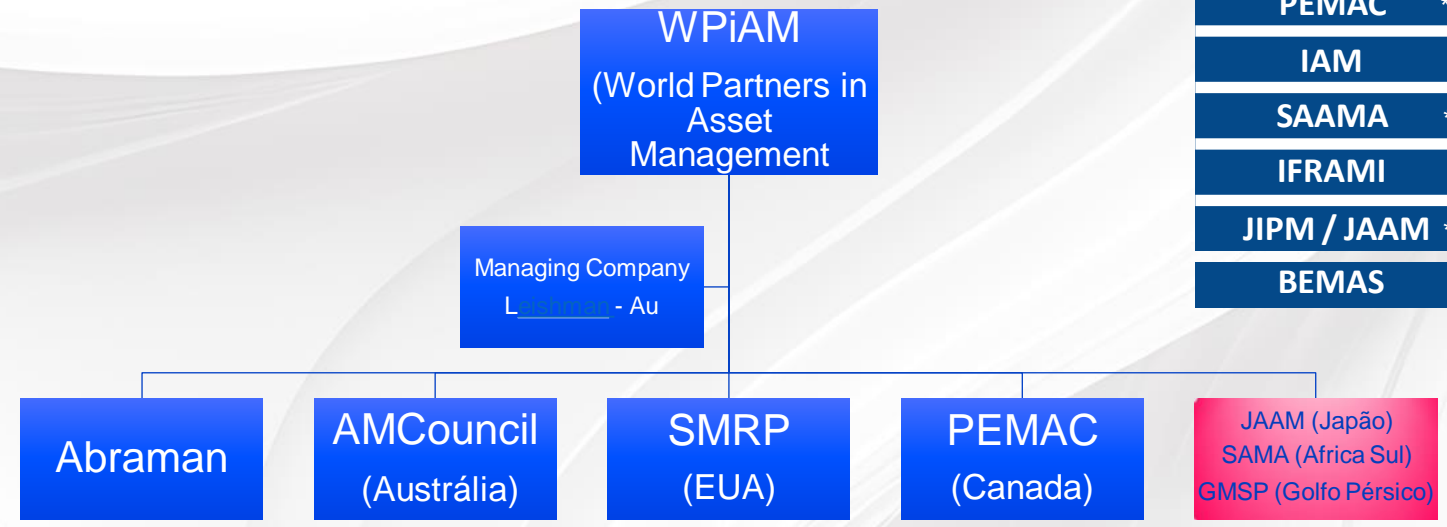 WPiAM
(World Partners in
Asset
Management
Managing Company
Leishman - Au
Abraman
AMCouncil
(Austrália)
SMRP
(EUA)
PEMAC
(Canada)
JAAM (Japão)
SAMA (Africa Sul)
GMSP (Golfo Pérsico)
PEMAC *
IAM
SAAMA *
IFRAMI
JIPM / JAAM *
BEMAS